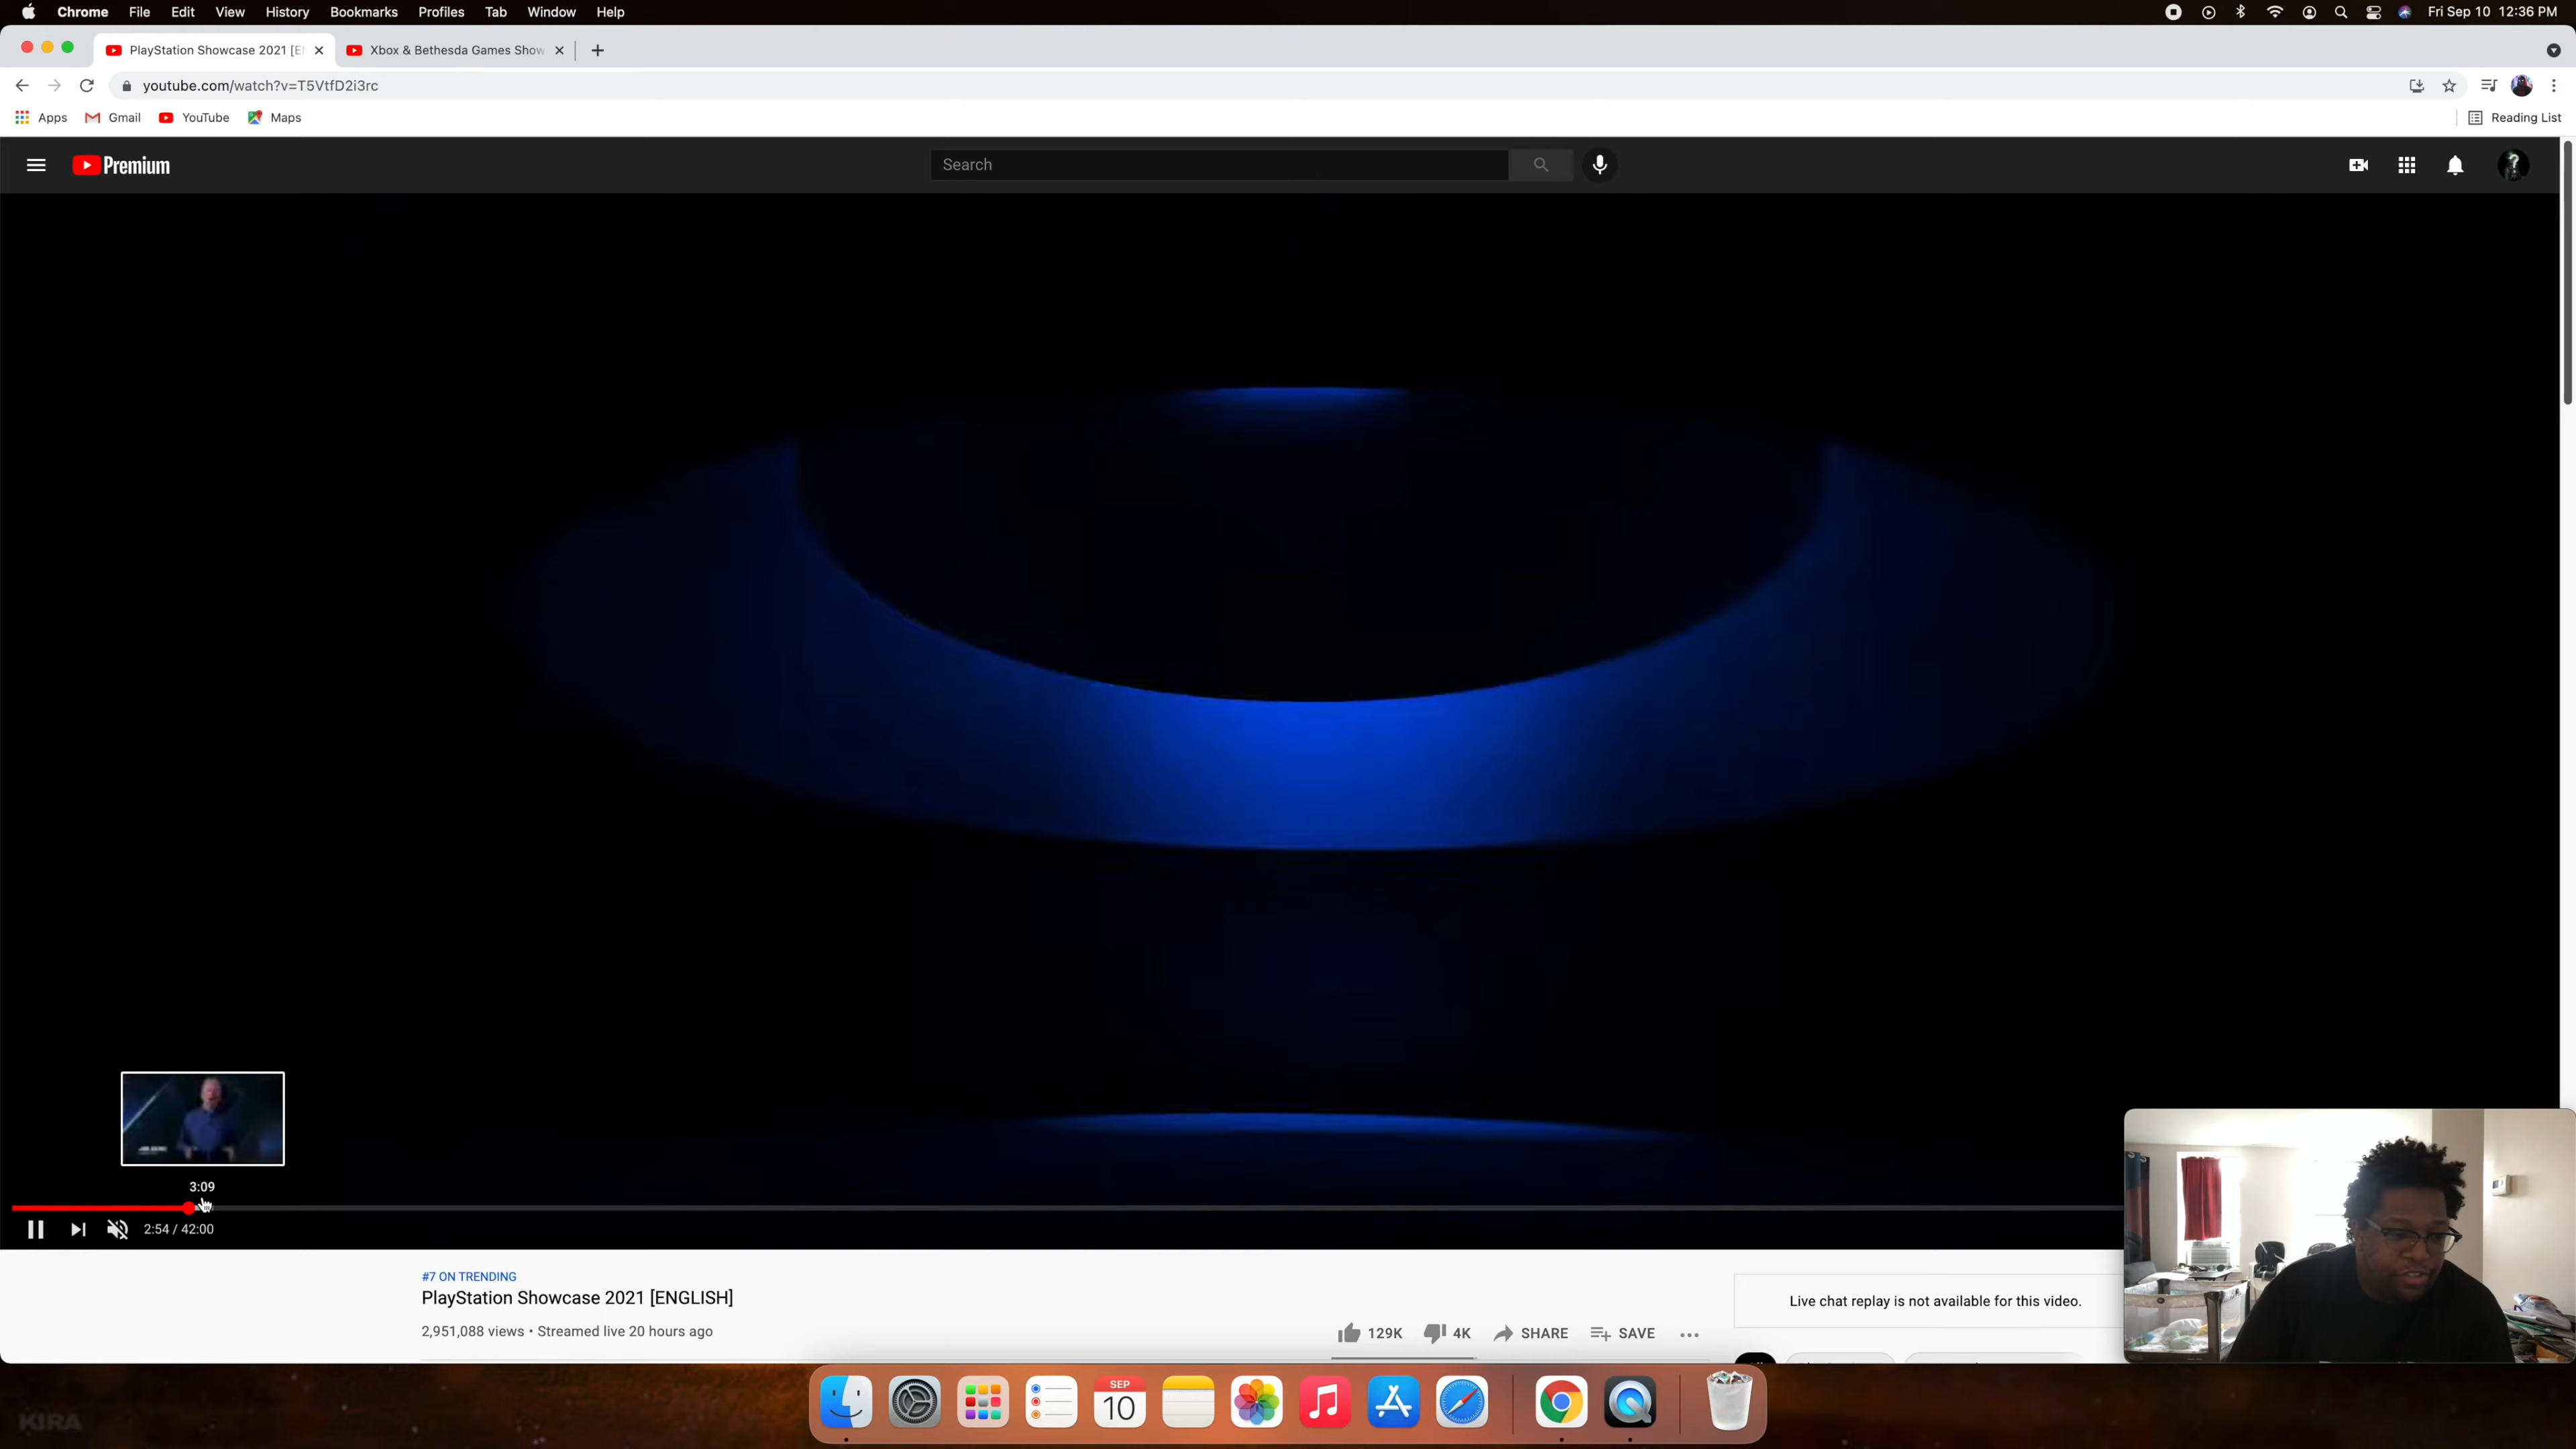 Chrome File Edit View History Bookmarks Profiles Tab Window Help Fri Sep 10 12:36 PM
PlayStation Showcase 2021 [E Xbox & Bethesda Games Show
youtube.com/watch?v=T5VtfD2i3rc
Apps Gmail YouTube Maps Reading List
Premium Search
3:09
2:54 / 42:00
#7 ON TRENDING
PlayStation Showcase 2021 [ENGLISH]
2,951,088 views • Streamed live 20 hours ago
129K 4K SHARE SAVE
Live chat replay is not available for this video.
SEP
10
KIRA